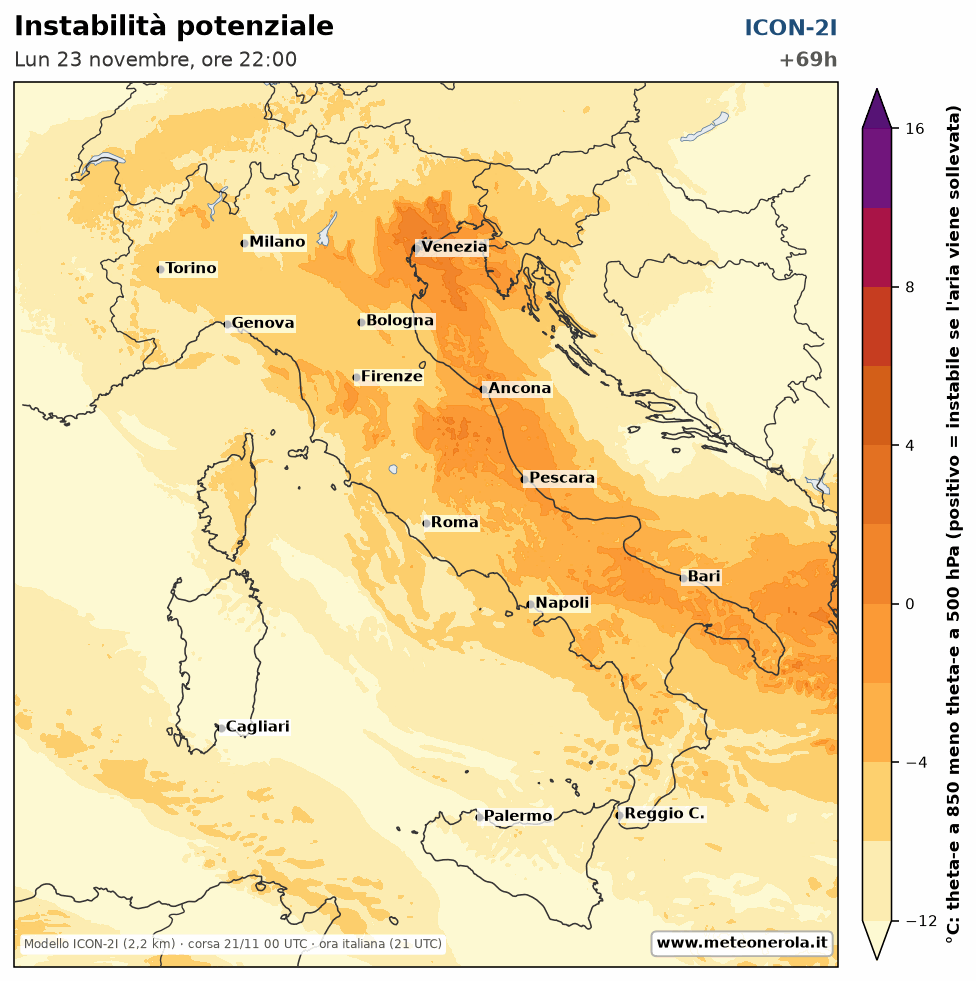 Instabilità potenziale
ICON-2I
Lun 23 novembre, ore 22:00
+69h
Milano
Venezia
Torino
Genova
Bologna
Firenze
Ancona
Pescara
Roma
Bari
Napoli
Cagliari
Palermo
Reggio C.
Modello ICON-2I (2,2 km) · corsa 21/11 00 UTC · ora italiana (21 UTC)
www.meteonerola.it
16
8
4
0
−4
−12
°C: theta-e a 850 meno theta-e a 500 hPa (positivo = instabile se l'aria viene sollevata)